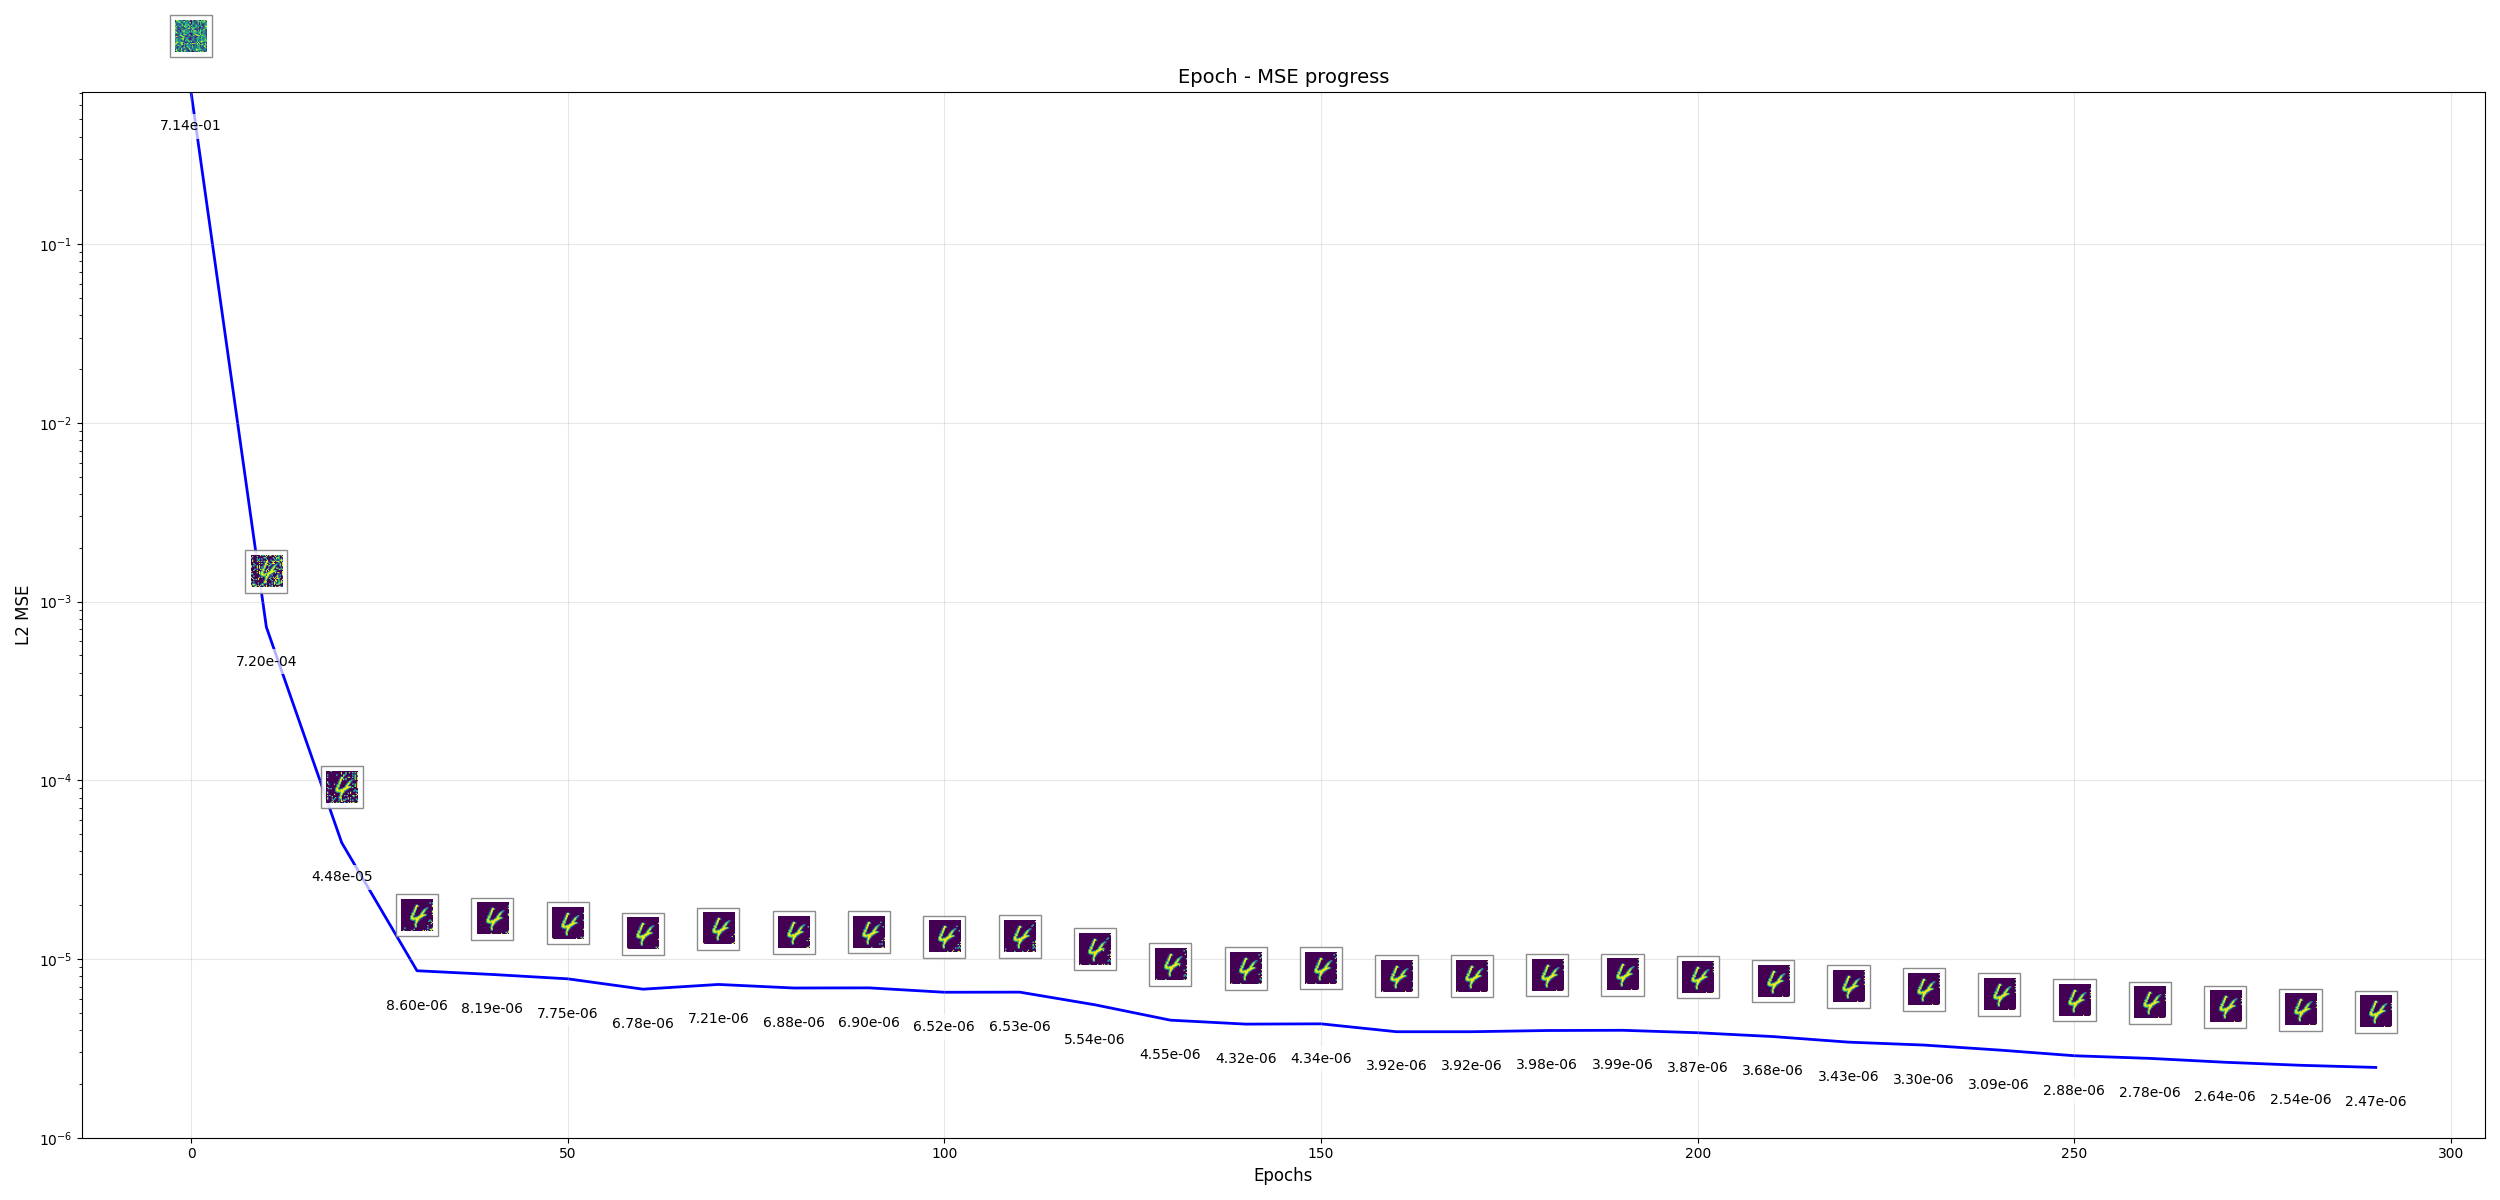 Epoch - MSE progress
L2 MSE
10⁻¹
10⁻²
10⁻³
10⁻⁴
10⁻⁵
10⁻⁶
7.14e-01
7.20e-04
4.48e-05
8.60e-06
8.19e-06
7.75e-06
6.78e-06
7.21e-06
6.88e-06
6.90e-06
6.52e-06
6.53e-06
5.54e-06
4.55e-06
4.32e-06
4.34e-06
3.92e-06
3.92e-06
3.98e-06
3.99e-06
3.87e-06
3.68e-06
3.43e-06
3.30e-06
3.09e-06
2.88e-06
2.78e-06
2.64e-06
2.54e-06
2.47e-06
0 50 100 150 200 250 300
Epochs